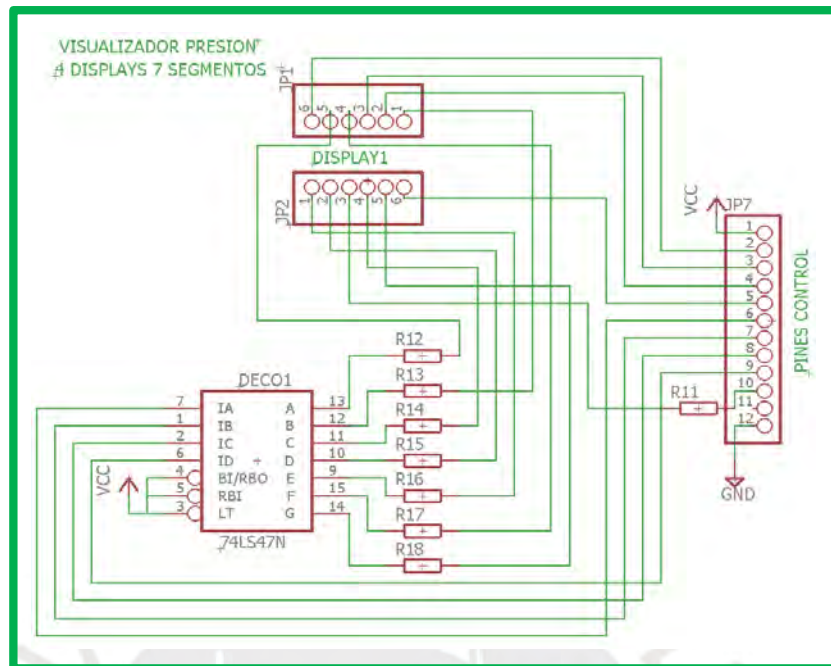 VISUALIZADOR PRESION
4 DISPLAYS 7 SEGMENTOS
JP1
6 5 4 3 2 1
DISPLAY1
JP2
1 2 3 4 5 6
VCC
JP7
1
2
3
4
5
6
7
8
9
10
11
12
PINES CONTROL
GND
R11
R12
R13
R14
R15
R16
R17
R18
DECO1
7 IA A 13
1 IB B 12
2 IC C 11
6 ID D 10
4 BI/RBO E 9
5 RBI F 15
3 LT G 14
VCC
74LS47N